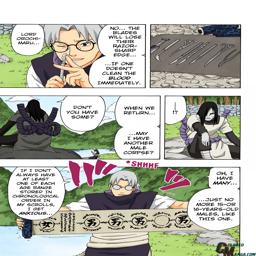 LORD
OROCHI-
MARU...
NO... THE
BLADES
WILL LOSE
THEIR
RAZOR-
SHARP
EDGE...
...IF ONE
DOESN'T
CLEAN
THE BLOOD
IMMEDIATELY.
!?
WHEN WE
RETURN...
...MAY I
HAVE
ANOTHER
MALE
CORPSE?
DON'T
YOU HAVE
SOME?
OH, I
HAVE
MANY...
...JUST NO
MORE 15-OR
16-YEAR-OLD
MALES, LIKE
THIS ONE.
*SHHHF
IF I DON'T
ALWAYS HAVE
AT LEAST
ONE OF EACH
AGE RANGE
STORED IN
CHRONOLOGICAL
ORDER IN
MY SCROLLS,
I GET
ANXIOUS.